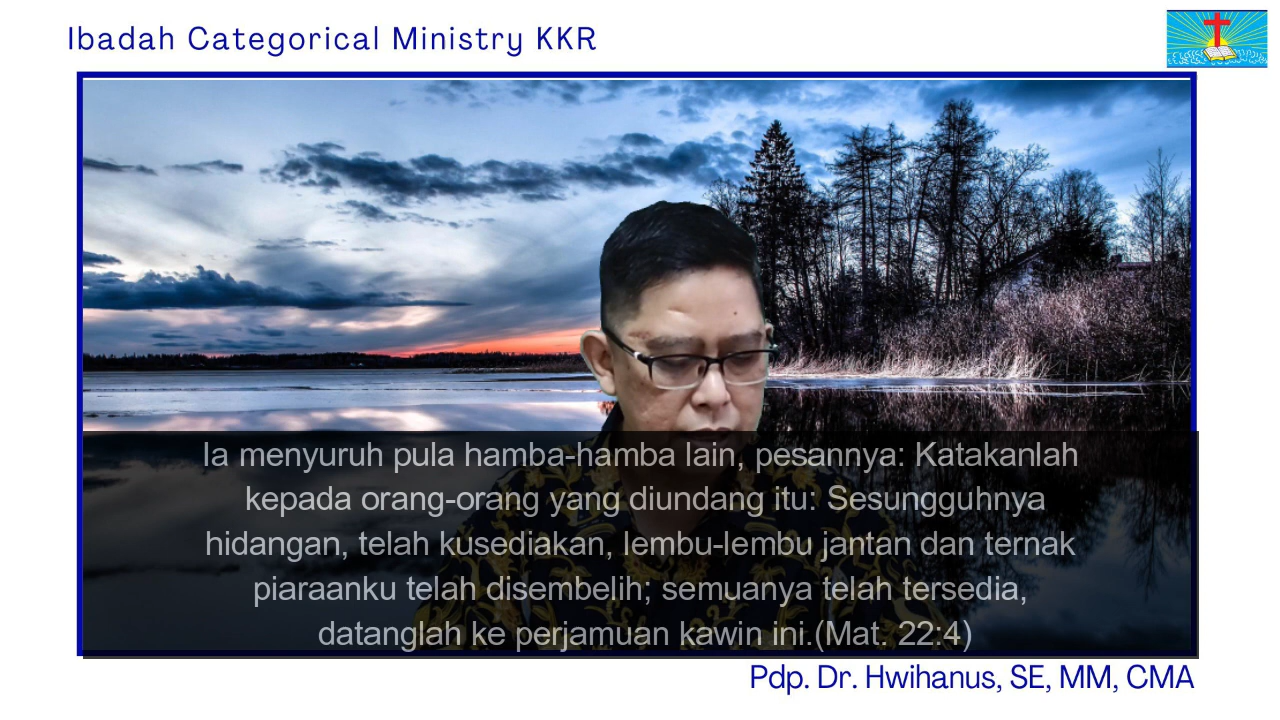 Ibadah Categorical Ministry KKR
Ia menyuruh pula hamba-hamba lain, pesannya: Katakanlah
kepada orang-orang yang diundang itu: Sesungguhnya
hidangan, telah kusediakan, lembu-lembu jantan dan ternak
piaraanku telah disembelih; semuanya telah tersedia,
datanglah ke perjamuan kawin ini.(Mat. 22:4)
Pdp. Dr. Hwihanus, SE, MM, CMA